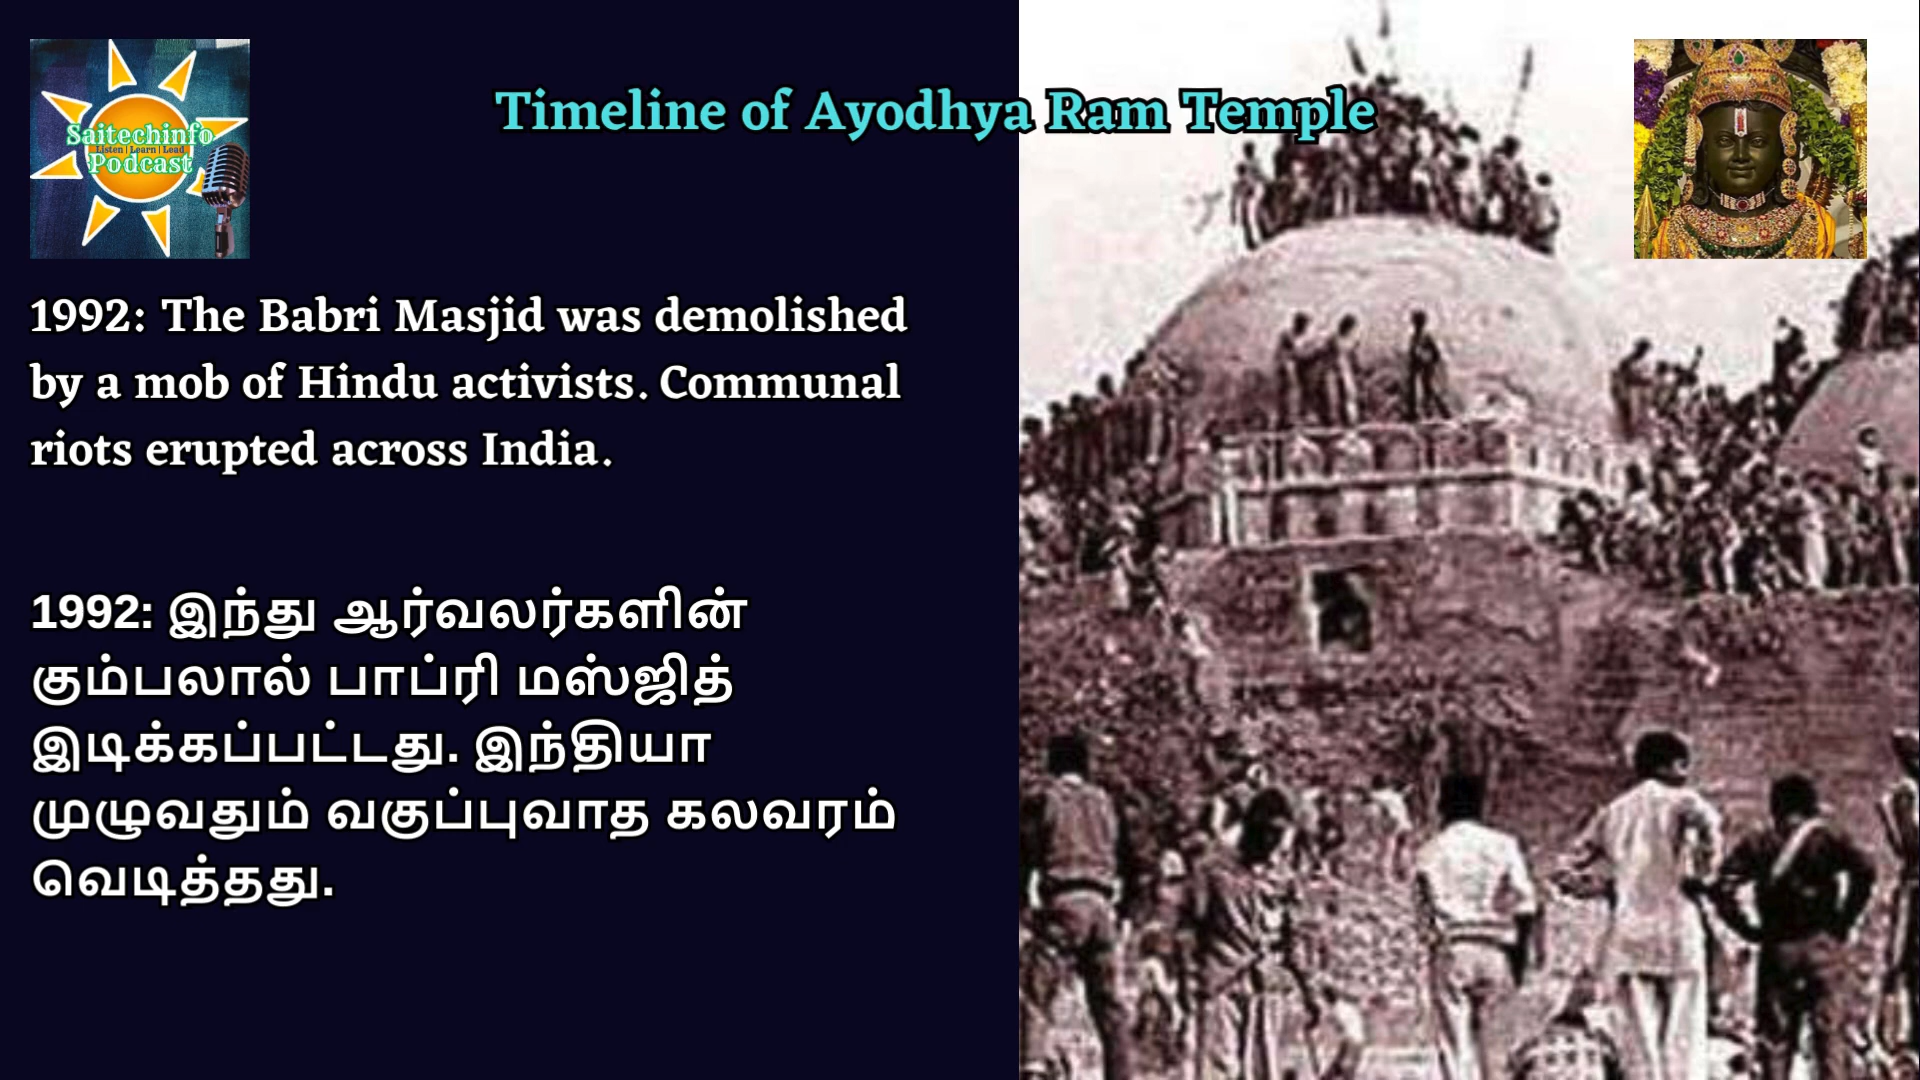 Saitechinfo
Listen | Learn | Lead
Podcast
Timeline of Ayodhya Ram Temple
1992: The Babri Masjid was demolished
by a mob of Hindu activists. Communal
riots erupted across India.
1992: இந்து ஆர்வலர்களின்
கும்பலால் பாப்ரி மஸ்ஜித்
இடிக்கப்பட்டது. இந்தியா
முழுவதும் வகுப்புவாத கலவரம்
வெடித்தது.